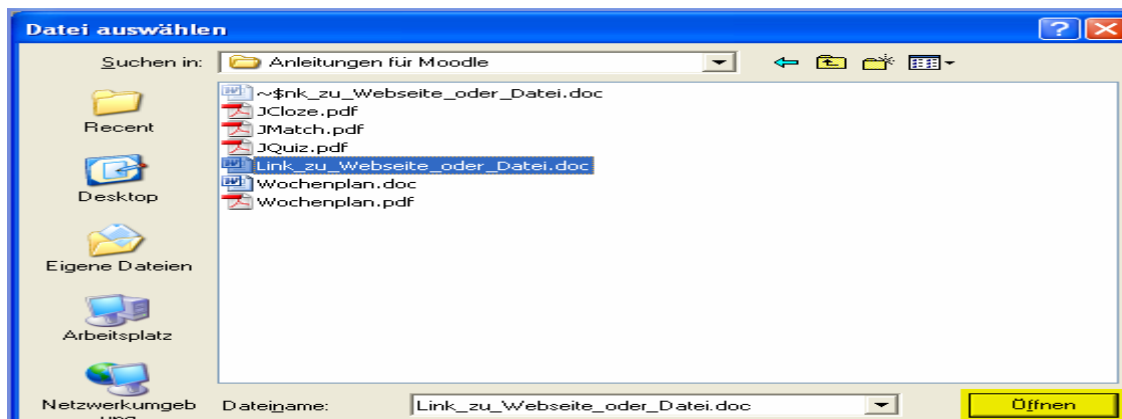 Datei auswählen
Suchen in: Anleitungen für Moodle
~$nk_zu_Webseite_oder_Datei.doc
JCloze.pdf
JMatch.pdf
JQuiz.pdf
Link_zu_Webseite_oder_Datei.doc
Wochenplan.doc
Wochenplan.pdf
Recent
Desktop
Eigene Dateien
Arbeitsplatz
Netzwerkumgeb
ung
Dateiname: Link_zu_Webseite_oder_Datei.doc Öffnen